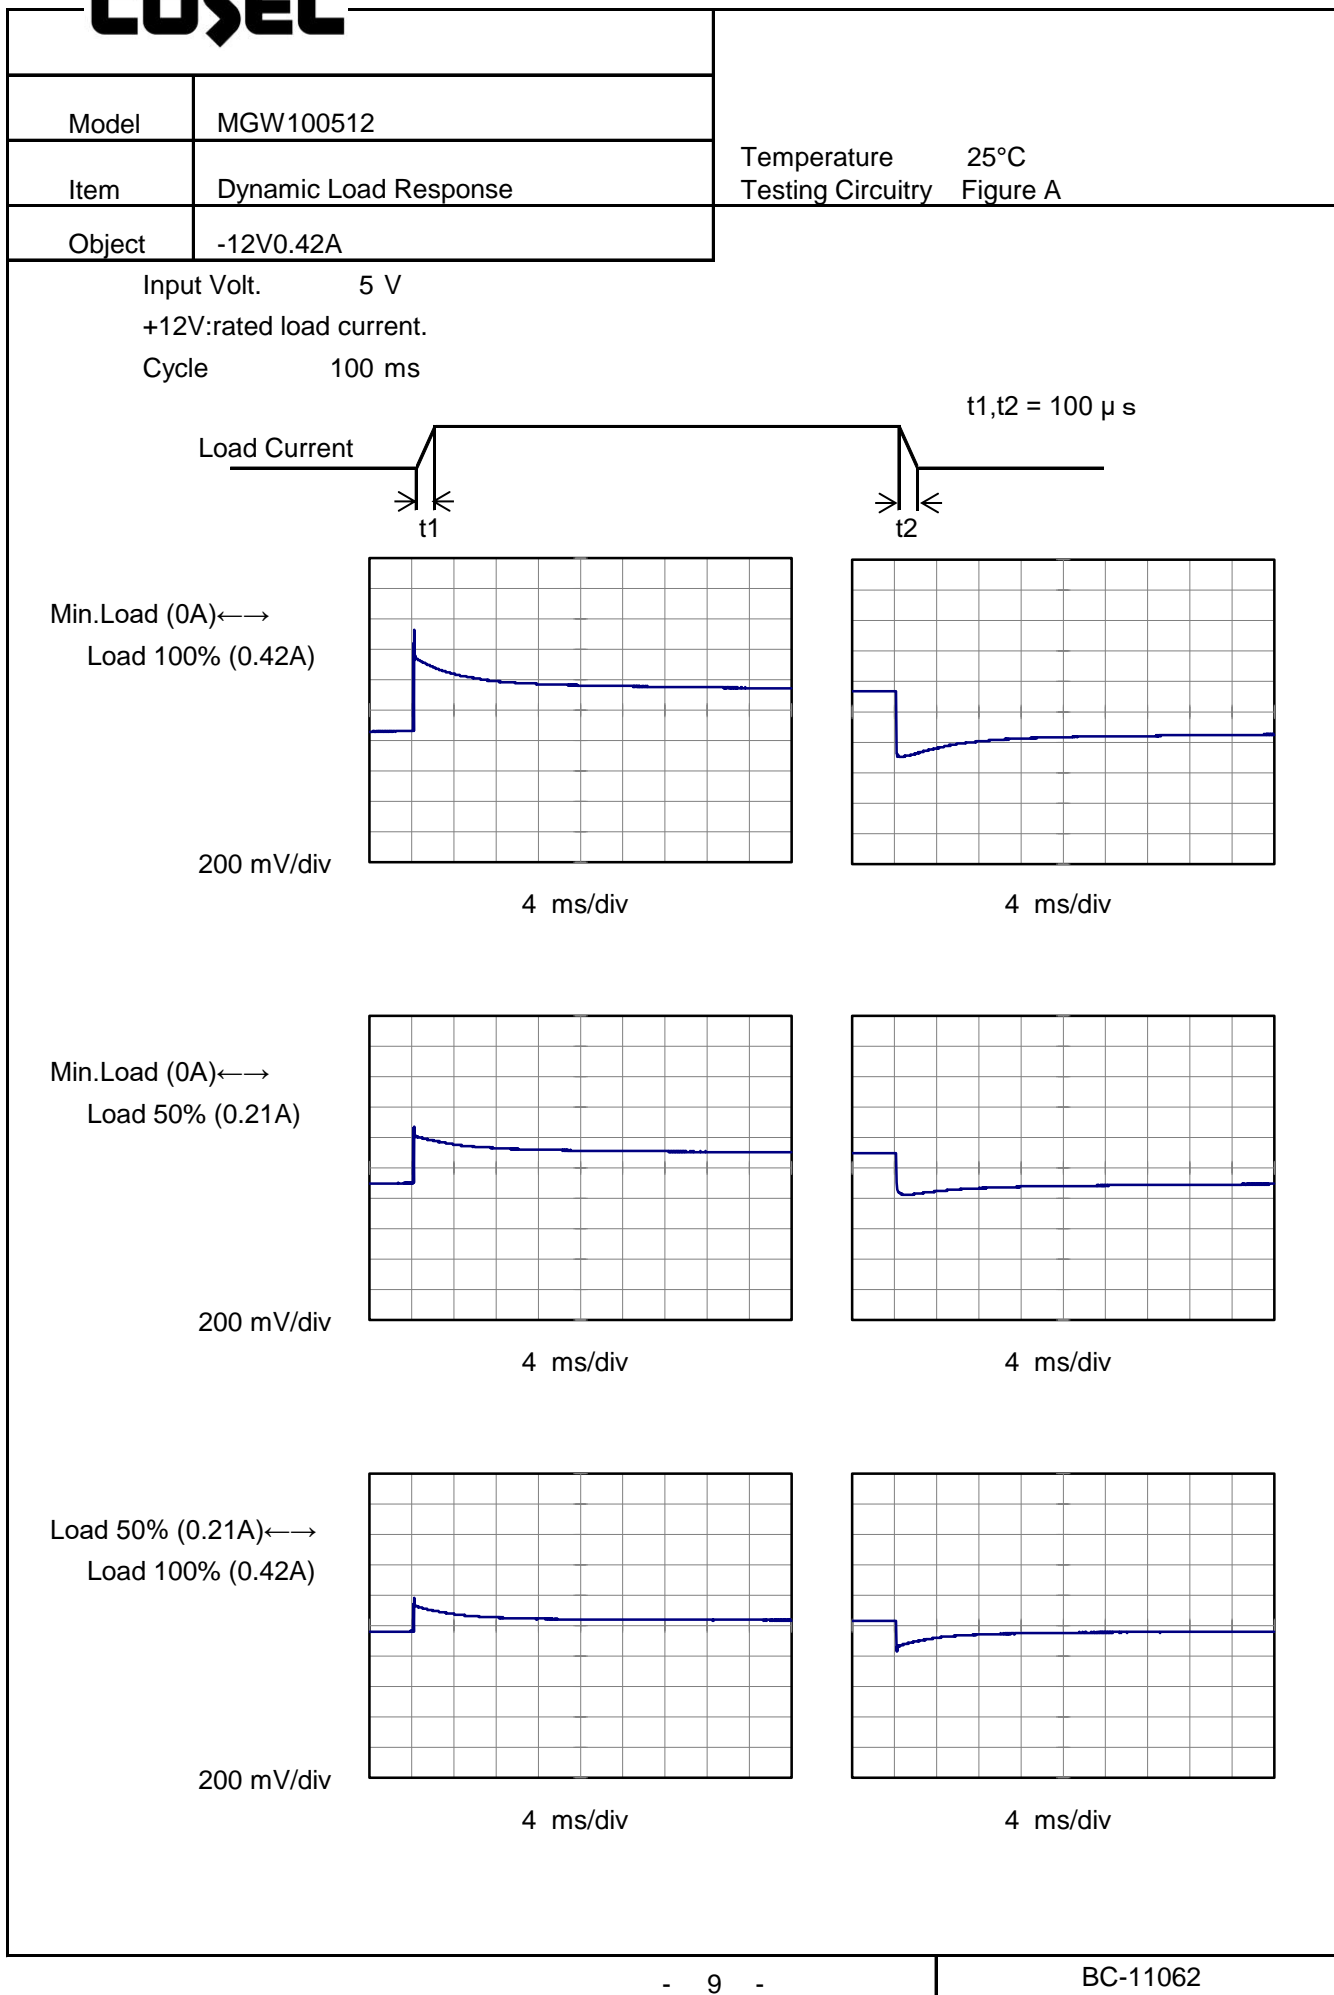 COSEL
Model MGW100512
Temperature 25°C
Item Dynamic Load Response
Testing Circuitry Figure A
Object -12V0.42A
Input Volt. 5 V
+12V:rated load current.
Cycle 100 ms
t1,t2 = 100 μs
Load Current
t1 t2
Min.Load (0A)←→
Load 100% (0.42A)
200 mV/div
4 ms/div 4 ms/div
Min.Load (0A)←→
Load 50% (0.21A)
200 mV/div
4 ms/div 4 ms/div
Load 50% (0.21A)←→
Load 100% (0.42A)
200 mV/div
4 ms/div 4 ms/div
- 9 - BC-11062